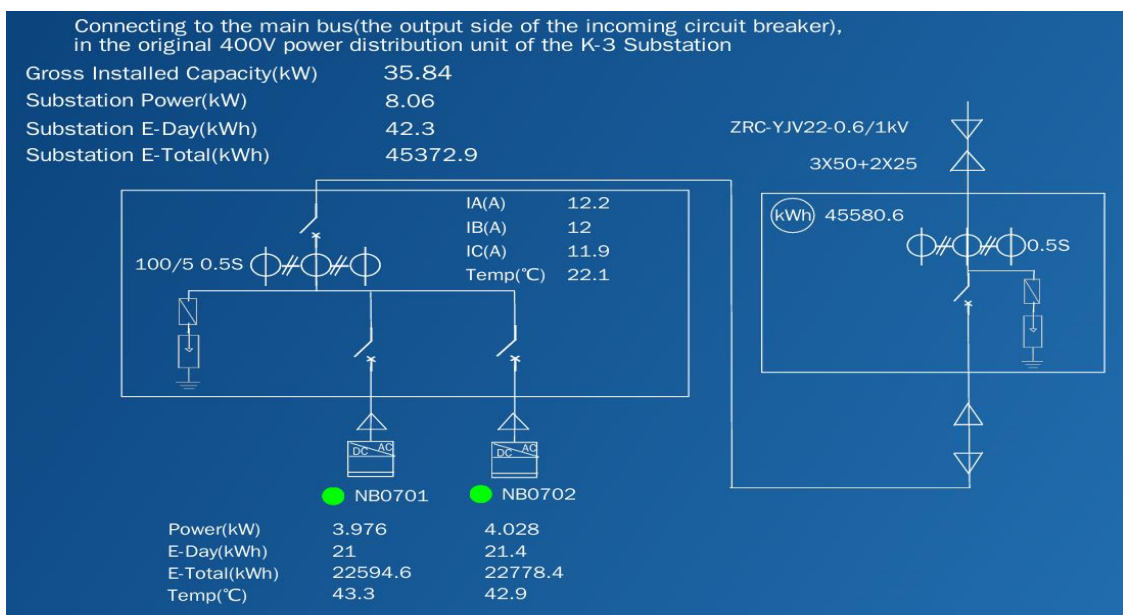 Connecting to the main bus(the output side of the incoming circuit breaker),
in the original 400V power distribution unit of the K-3 Substation
Gross Installed Capacity(kW) 35.84
Substation Power(kW) 8.06
Substation E-Day(kWh) 42.3
Substation E-Total(kWh) 45372.9
ZRC-YJV22-0.6/1kV
3X50+2X25
IA(A) 12.2
IB(A) 12
IC(A) 11.9
Temp(℃) 22.1
100/5 0.5S
kWh 45580.6
0.5S
DC AC
DC AC
NB0701 NB0702
Power(kW) 3.976 4.028
E-Day(kWh) 21 21.4
E-Total(kWh) 22594.6 22778.4
Temp(℃) 43.3 42.9